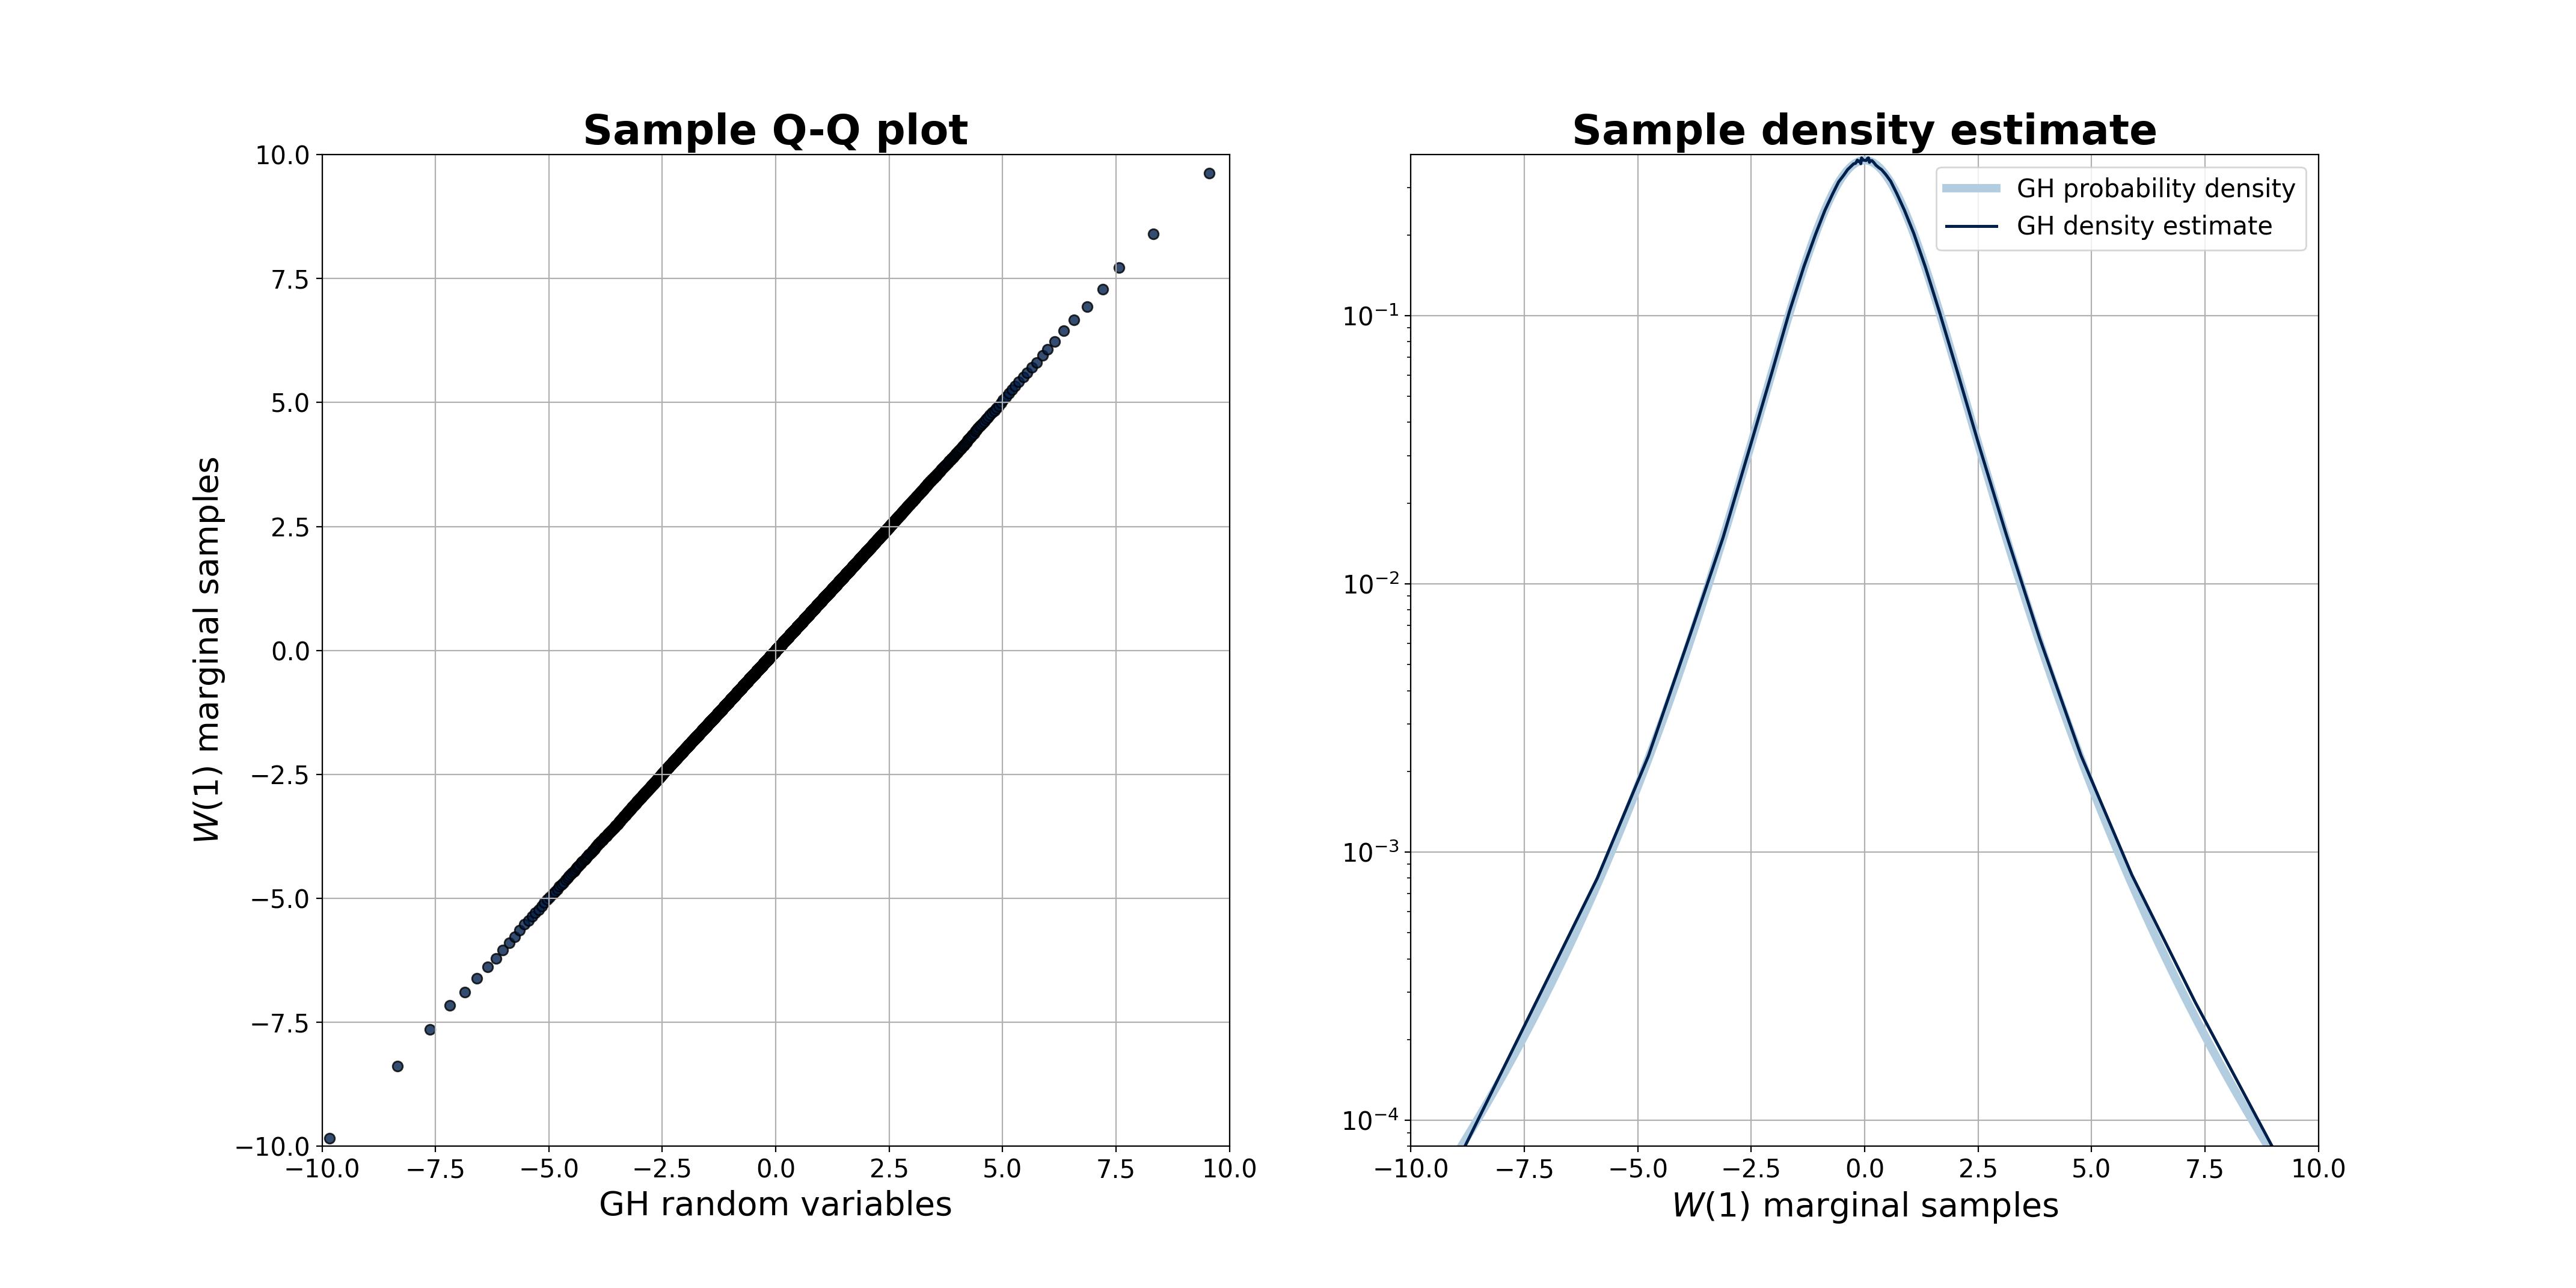 Sample Q-Q plot
10.0
7.5
5.0
2.5
0.0
−2.5
−5.0
−7.5
−10.0
W(1) marginal samples
−10.0 −7.5 −5.0 −2.5 0.0 2.5 5.0 7.5 10.0
GH random variables
Sample density estimate
GH probability density
GH density estimate
10⁻¹
10⁻²
10⁻³
10⁻⁴
−10.0 −7.5 −5.0 −2.5 0.0 2.5 5.0 7.5 10.0
W(1) marginal samples